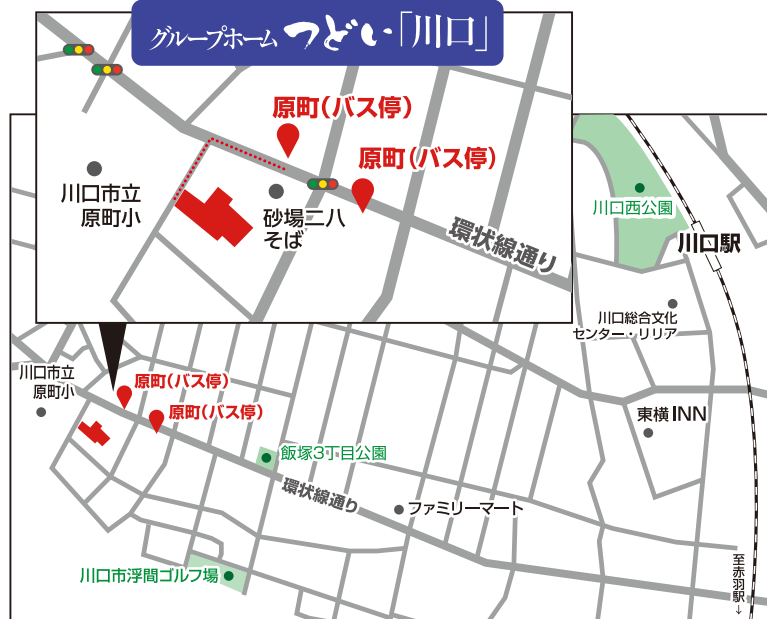 グループホーム つどい「川口」
原町(バス停)
原町(バス停)
川口市立
原町小
砂場二八
そば
環状線通り
川口西公園
川口駅
川口総合文化
センター・リリア
川口市立
原町小
原町(バス停)
原町(バス停)
東横INN
飯塚3丁目公園
環状線通り
ファミリーマート
川口市浮間ゴルフ場
至赤羽駅→